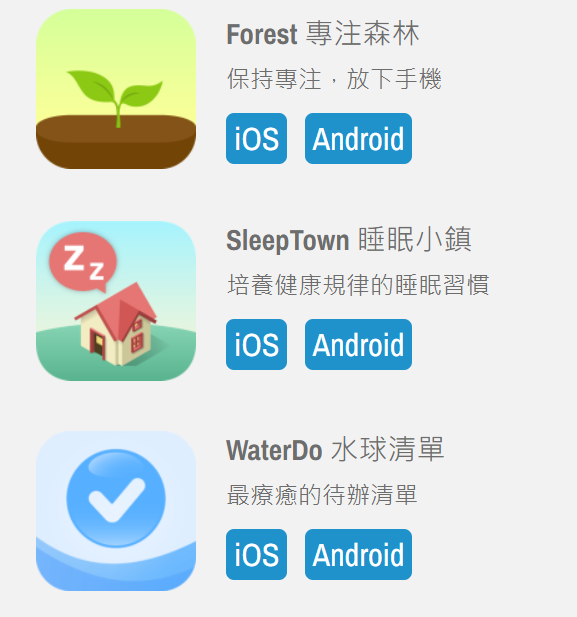 Forest 專注森林
保持專注，放下手機
iOS Android
Z z
SleepTown 睡眠小鎮
培養健康規律的睡眠習慣
iOS Android
WaterDo 水球清單
最療癒的待辦清單
iOS Android